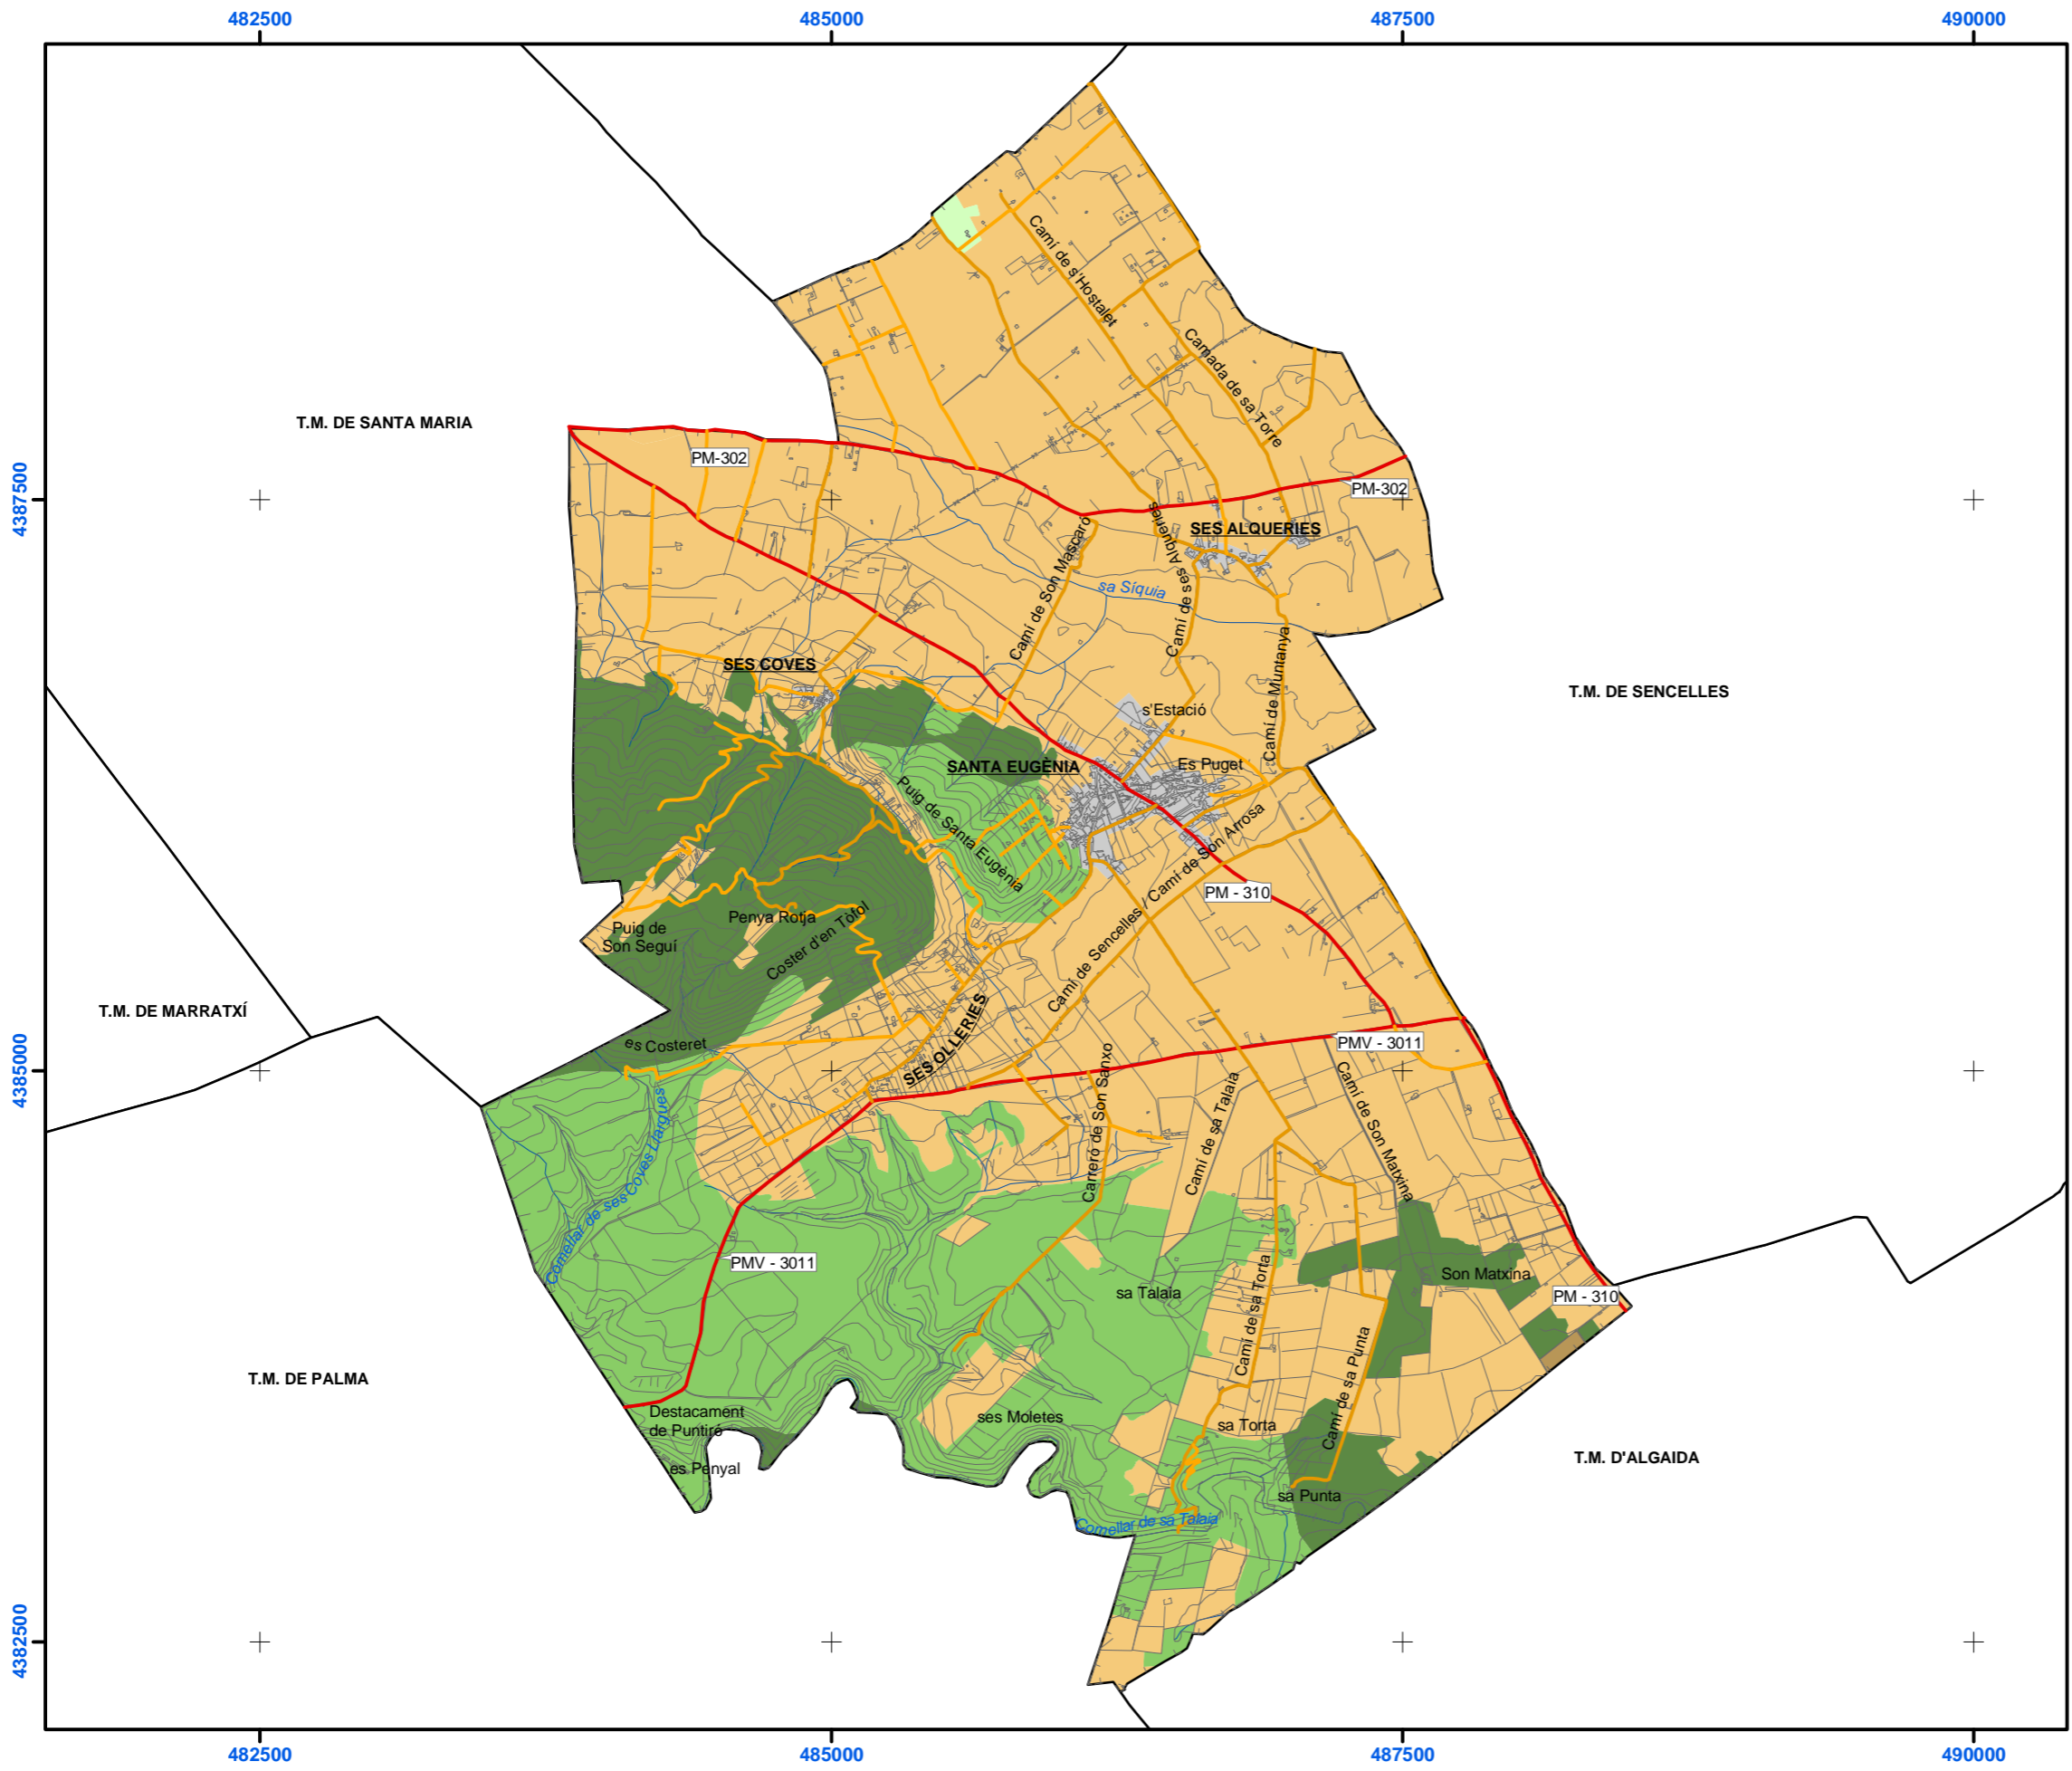 482500
485000
487500
490000
Camí de s'Hostalet
Camada de sa Torre
T.M. DE SANTA MARIA
PM-302
4387500
PM-302
SES ALQUERIES
Camí de Son Mascaró
Camí de ses Alqueries
sa Síquia
SES COVES
Camí de Muntanya
T.M. DE SENCELLES
s'Estació
SANTA EUGÈNIA
Es Puget
Puig de Santa Eugènia
Camí de Sencelles / Camí de Son Arrosa
PM - 310
Penya Rotja
Puig de
Son Seguí
Coster d'en Tòfol
T.M. DE MARRATXÍ
SES OLLERIES
es Costeret
PMV - 3011
4385000
Carreró de Son Sanxo
Camí de sa Talaia
Camí de Son Matxina
Comellar de ses Coves Llargues
PMV - 3011
Son Matxina
sa Talaia
PM - 310
Camí de sa Torta
Camí de sa Punta
T.M. DE PALMA
Destacament
de Puntiró
ses Moletes
sa Torta
T.M. D'ALGAIDA
es Penyal
sa Punta
Comellar de sa Talaia
4382500
482500
485000
487500
490000